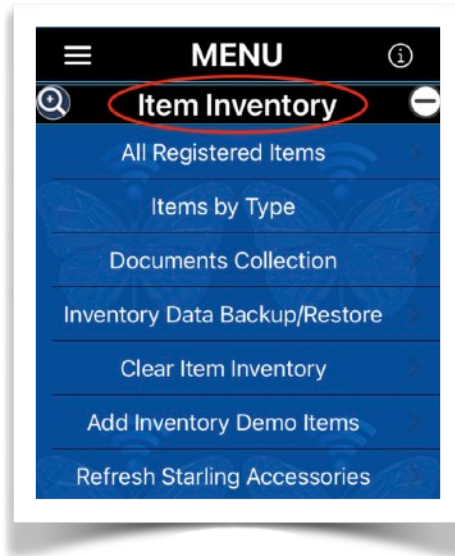 MENU
Item Inventory
All Registered Items
Items by Type
Documents Collection
Inventory Data Backup/Restore
Clear Item Inventory
Add Inventory Demo Items
Refresh Starling Accessories